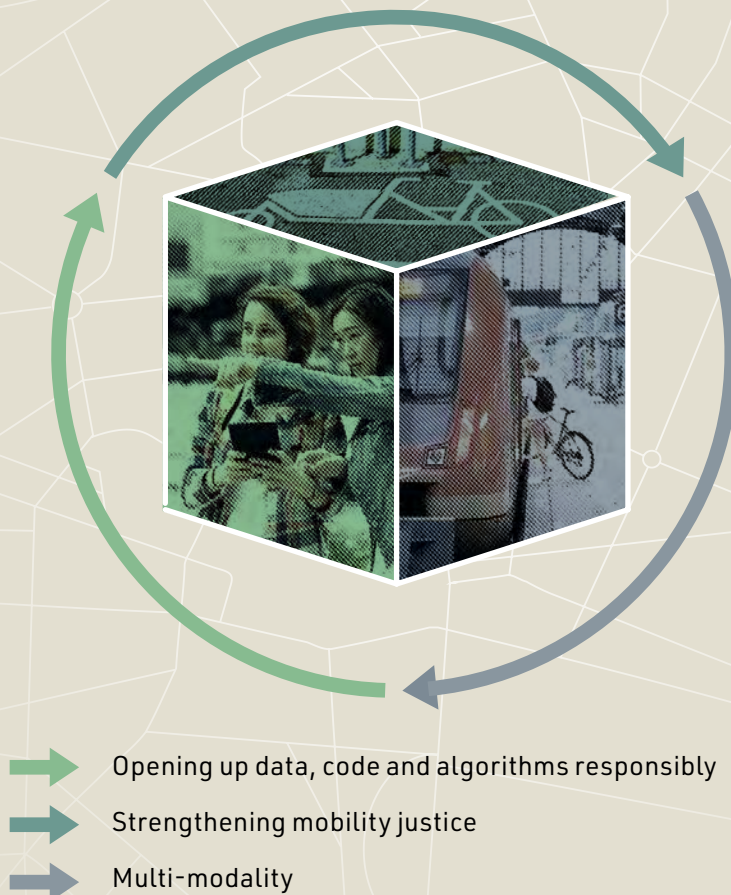 Opening up data, code and algorithms responsibly
Strengthening mobility justice
Multi-modality